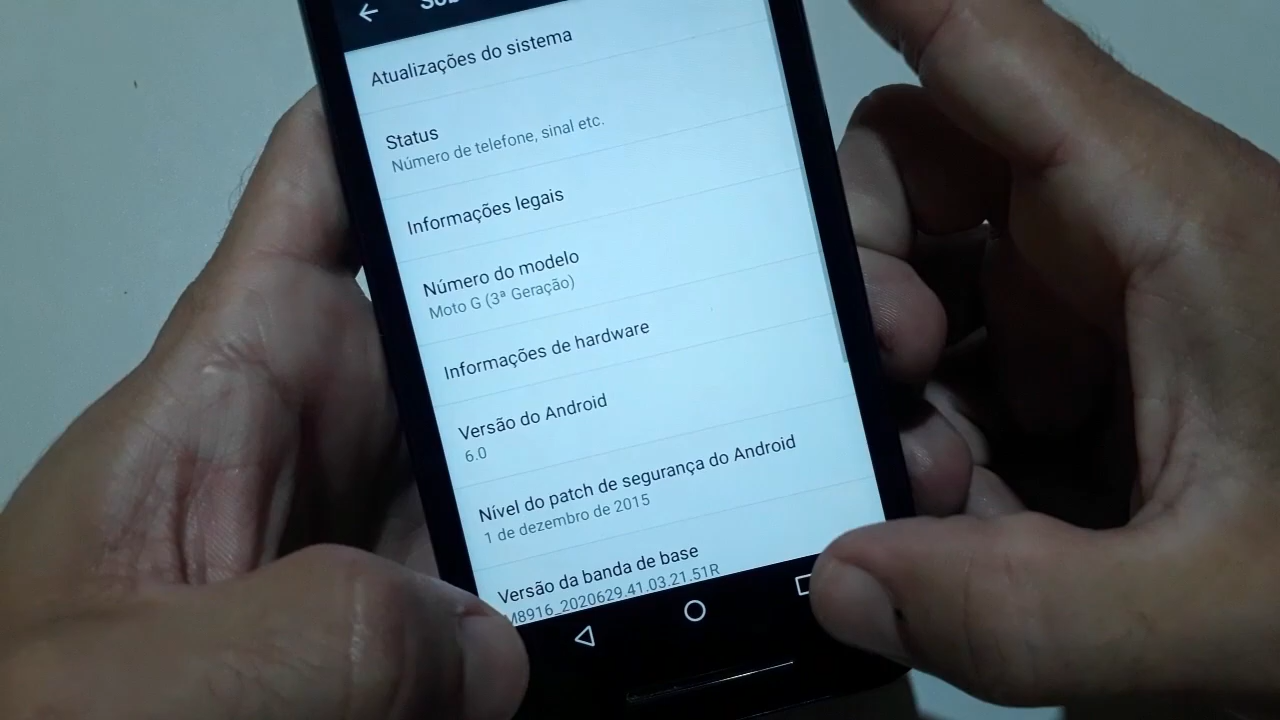 Atualizações do sistema
Status
Número de telefone, sinal etc.
Informações legais
Número do modelo
Moto G (3ª Geração)
Informações de hardware
Versão do Android
6.0
Nível do patch de segurança do Android
1 de dezembro de 2015
Versão da banda de base
M8916_2020629.41.03.21.51R